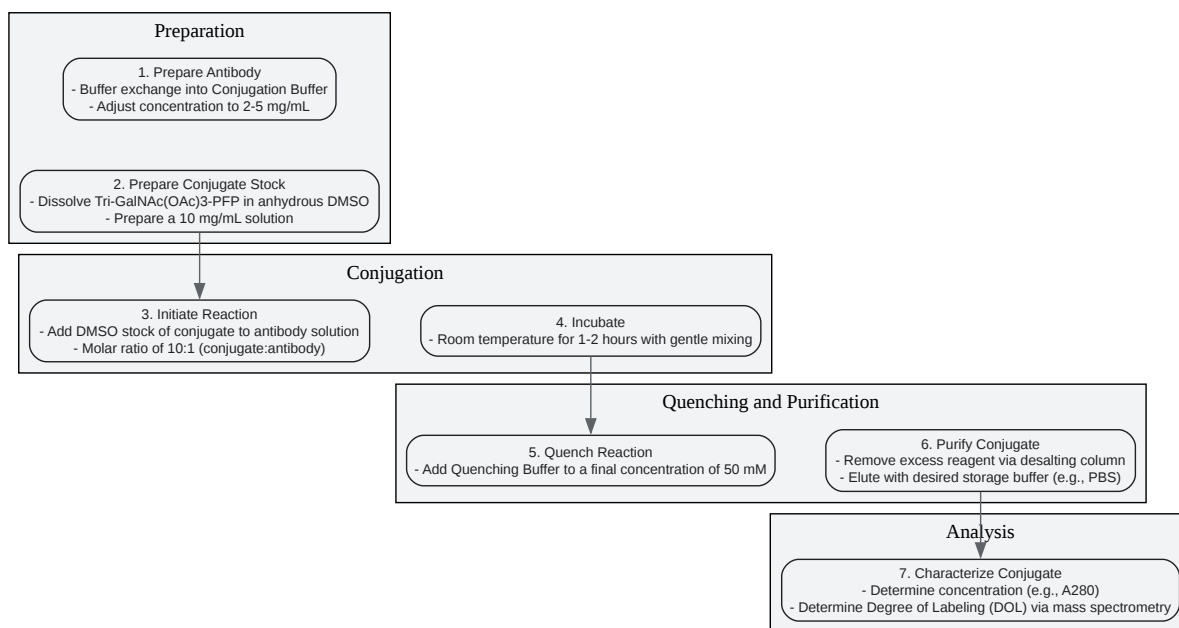 Preparation
1. Prepare Antibody
- Buffer exchange into Conjugation Buffer
- Adjust concentration to 2-5 mg/mL
2. Prepare Conjugate Stock
- Dissolve Tri-GalNAc(OAc)3-PFP in anhydrous DMSO
- Prepare a 10 mg/mL solution
Conjugation
3. Initiate Reaction
- Add DMSO stock of conjugate to antibody solution
- Molar ratio of 10:1 (conjugate:antibody)
4. Incubate
- Room temperature for 1-2 hours with gentle mixing
Quenching and Purification
5. Quench Reaction
- Add Quenching Buffer to a final concentration of 50 mM
6. Purify Conjugate
- Remove excess reagent via desalting column
- Elute with desired storage buffer (e.g., PBS)
Analysis
7. Characterize Conjugate
- Determine concentration (e.g., A280)
- Determine Degree of Labeling (DOL) via mass spectrometry